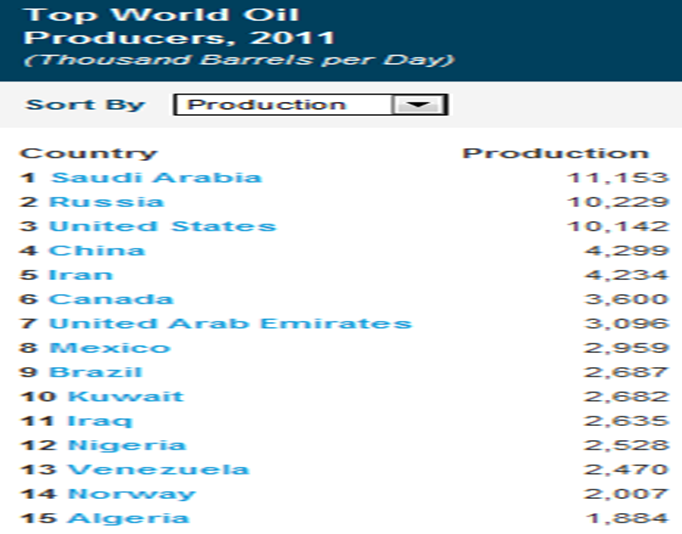 Top World Oil
Producers, 2011
(Thousand Barrels per Day)
Sort By Production
Country Production
1 Saudi Arabia 11,153
2 Russia 10,229
3 United States 10,142
4 China 4,299
5 Iran 4,234
6 Canada 3,600
7 United Arab Emirates 3,096
8 Mexico 2,959
9 Brazil 2,687
10 Kuwait 2,682
11 Iraq 2,635
12 Nigeria 2,528
13 Venezuela 2,470
14 Norway 2,007
15 Algeria 1,884